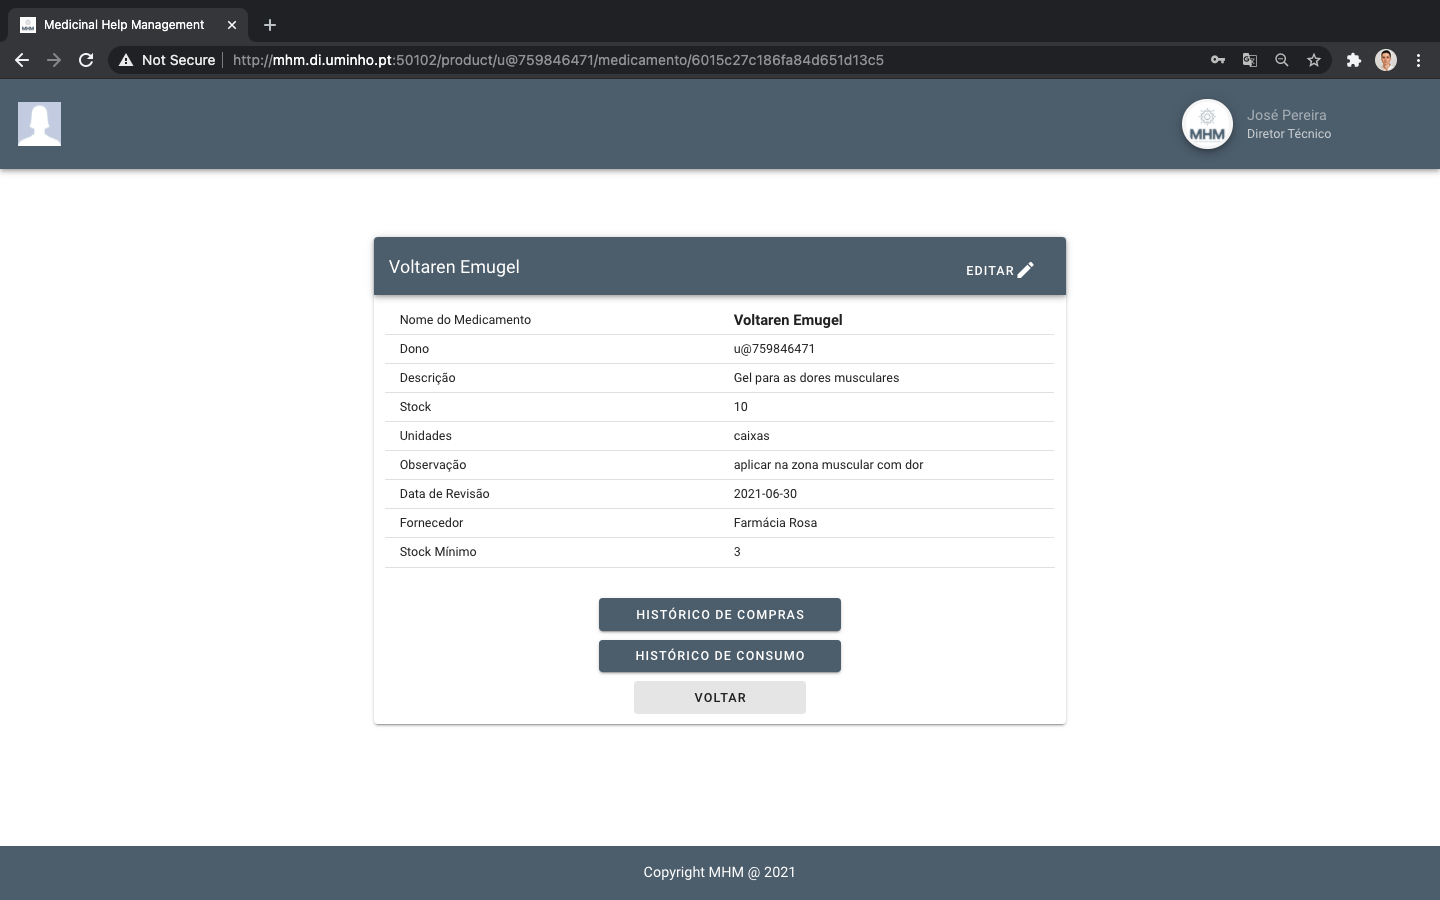 Medicinal Help Management
Not Secure http://mhm.di.uminho.pt:50102/product/u@759846471/medicamento/6015c27c186fa84d651d13c5
MHM
José Pereira
Diretor Técnico
Voltaren Emugel
EDITAR
Nome do Medicamento Voltaren Emugel
Dono u@759846471
Descrição Gel para as dores musculares
Stock 10
Unidades caixas
Observação aplicar na zona muscular com dor
Data de Revisão 2021-06-30
Fornecedor Farmácia Rosa
Stock Mínimo 3
HISTÓRICO DE COMPRAS
HISTÓRICO DE CONSUMO
VOLTAR
Copyright MHM @ 2021